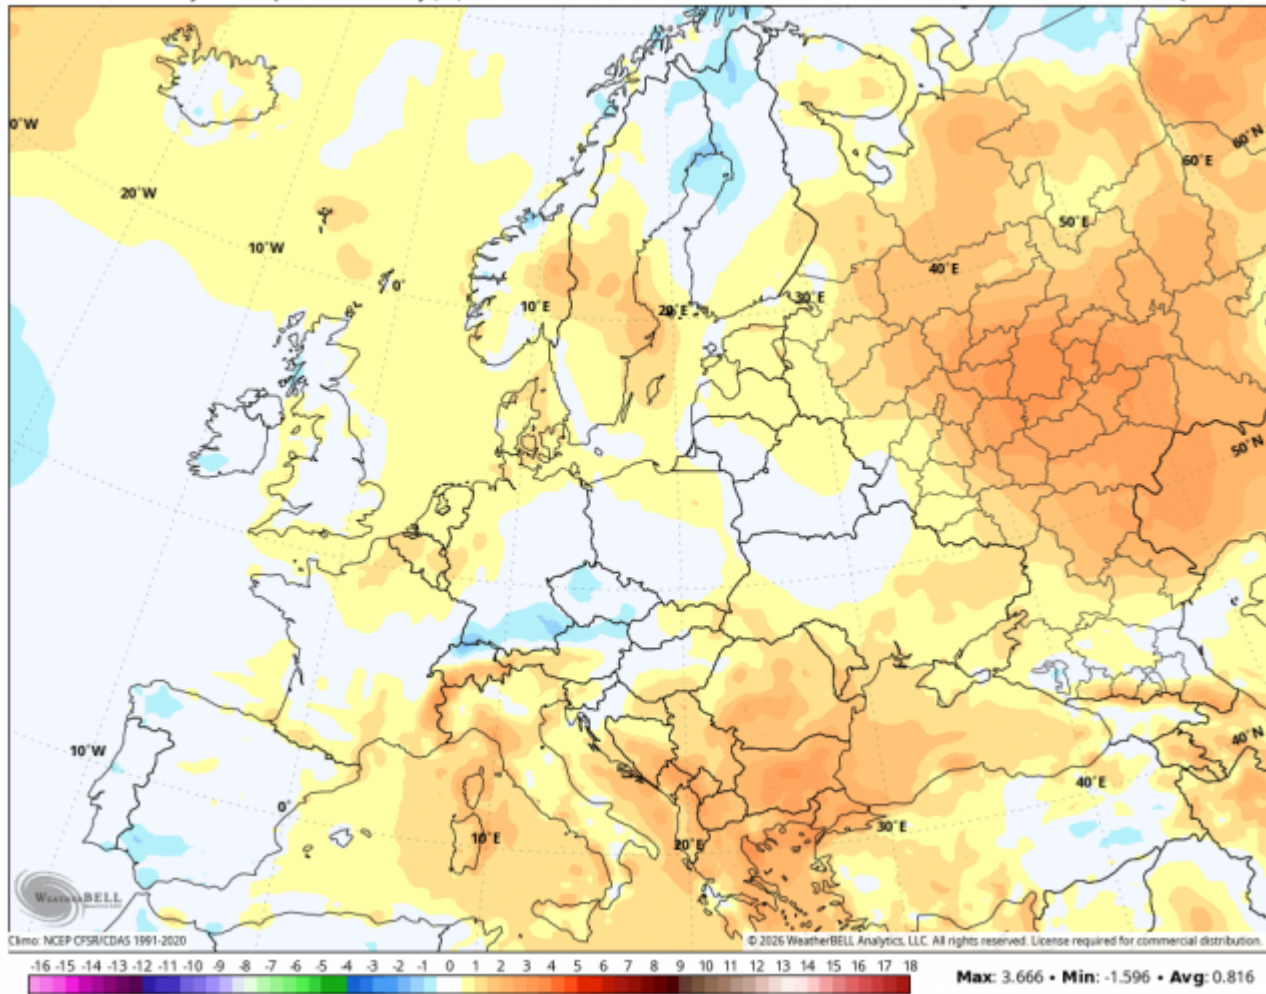 60°N
0°W
60°E
20°W
50°E
10°W
40°E
0°
10°E
20°E
30°E
50°N
40°N
10°W
40°E
0°
30°E
10°E
20°E
WEATHERBELL
Climo: NCEP CFSR/CDAS 1991-2020
© 2026 WeatherBELL Analytics, LLC. All rights reserved. License required for commercial distribution.
-16 -15 -14 -13 -12 -11 -10 -9 -8 -7 -6 -5 -4 -3 -2 -1 0 1 2 3 4 5 6 7 8 9 10 11 12 13 14 15 16 17 18
Max: 3.666 • Min: -1.596 • Avg: 0.816